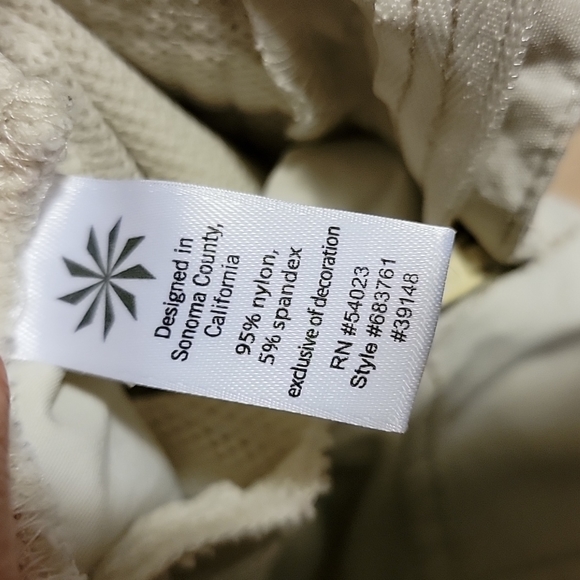 Designed in
Sonoma County,
California
95% nylon,
5% spandex
exclusive of decoration
RN #54023
Style #683761
#39148